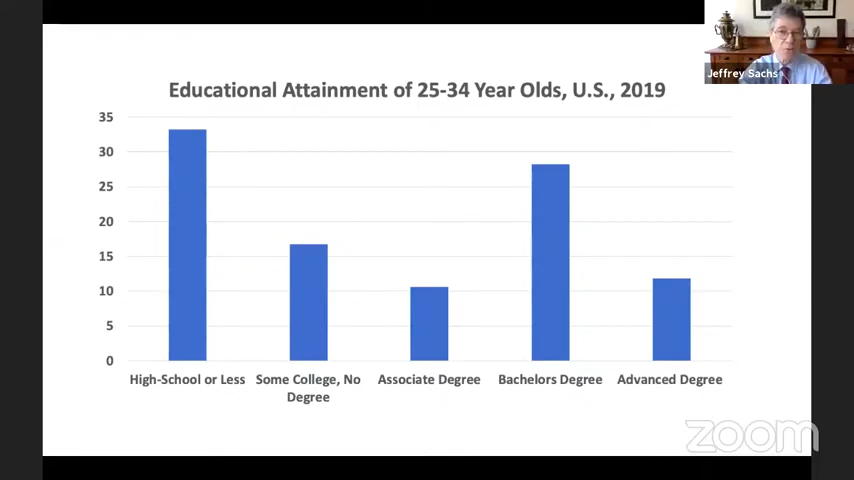 Jeffrey Sachs
Educational Attainment of 25-34 Year Olds, U.S., 2019
35
30
25
20
15
10
5
0
High-School or Less
Some College, No
Degree
Associate Degree
Bachelors Degree
Advanced Degree
zoom